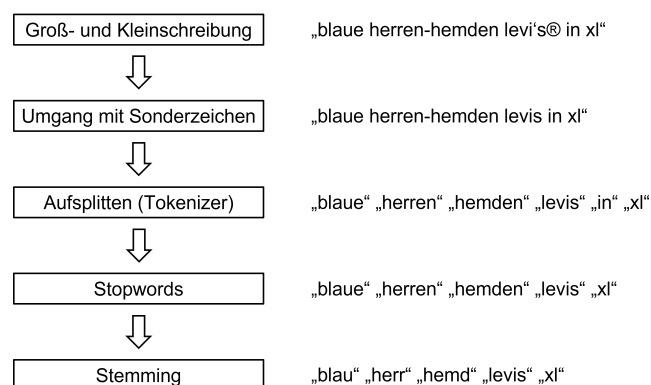 Groß- und Kleinschreibung „blaue herren-hemden levi‘s® in xl“
Umgang mit Sonderzeichen „blaue herren-hemden levis in xl“
Aufsplitten (Tokenizer) „blaue“ „herren“ „hemden“ „levis“ „in“ „xl“
Stopwords „blaue“ „herren“ „hemden“ „levis“ „xl“
Stemming „blau“ „herr“ „hemd“ „levis“ „xl“